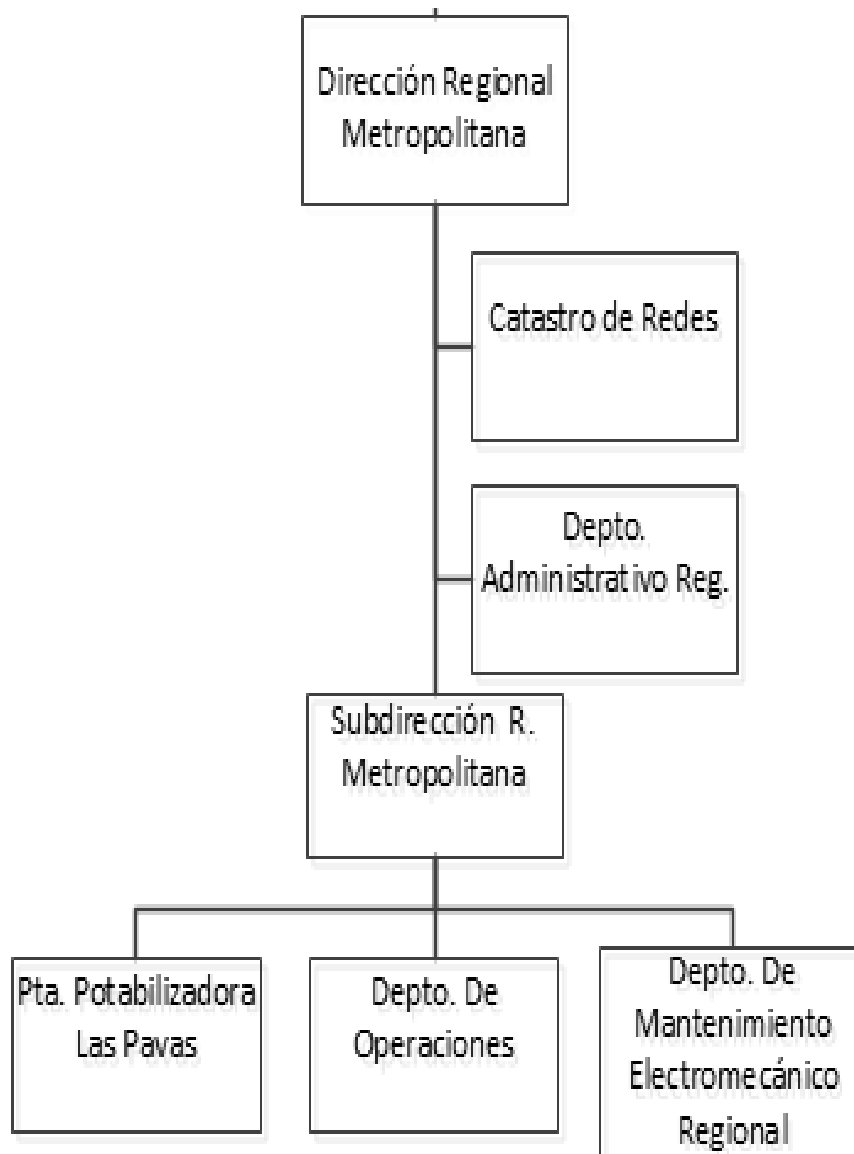 Dirección Regional
Metropolitana
Catastro de Redes
Depto.
Administrativo Reg.
Subdirección R.
Metropolitana
Pta. Potabilizadora
Las Pavas
Depto. De
Operaciones
Depto. De
Mantenimiento
Electromecánico
Regional